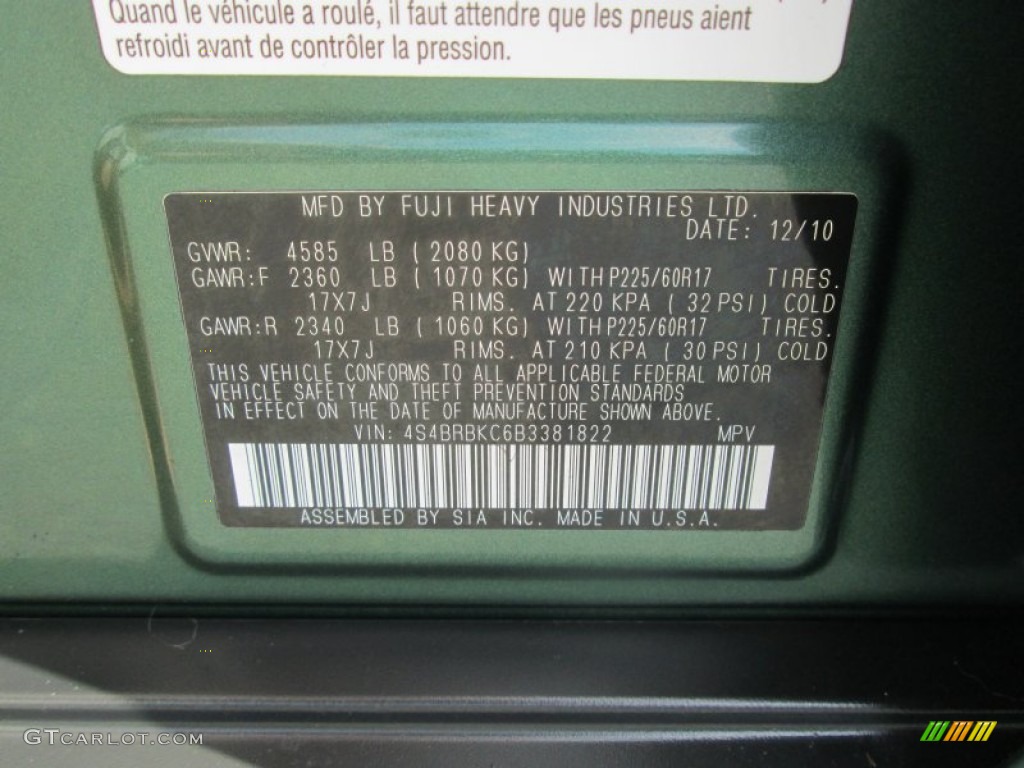 Quand le véhicule a roulé, il faut attendre que les pneus aient
refroidi avant de contrôler la pression.
MFD BY FUJI HEAVY INDUSTRIES LTD.
DATE: 12/10
GVWR: 4585 LB ( 2080 KG)
GAWR:F 2360 LB ( 1070 KG) WITH P225/60R17 TIRES.
17X7J RIMS. AT 220 KPA ( 32 PSI) COLD
GAWR:R 2340 LB ( 1060 KG) WITH P225/60R17 TIRES.
17X7J RIMS. AT 210 KPA ( 30 PSI) COLD
THIS VEHICLE CONFORMS TO ALL APPLICABLE FEDERAL MOTOR
VEHICLE SAFETY AND THEFT PREVENTION STANDARDS
IN EFFECT ON THE DATE OF MANUFACTURE SHOWN ABOVE.
VIN: 4S4BRBKC6B3381822 MPV
ASSEMBLED BY SIA INC. MADE IN U.S.A.
GTCARLOT.COM